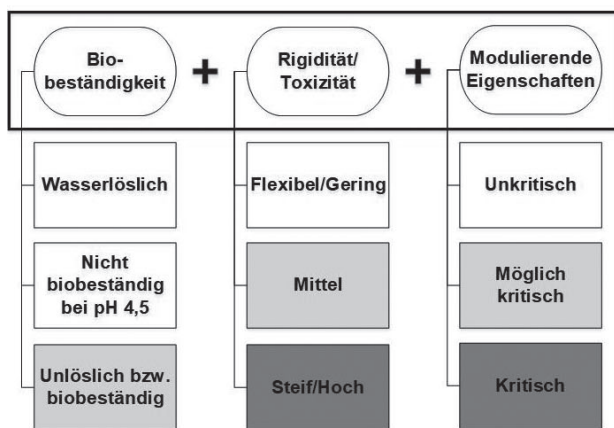 Bio-
beständigkeit
+
Rigidität/
Toxizität
+
Modulierende
Eigenschaften
Wasserlöslich
Flexibel/Gering
Unkritisch
Nicht
biobeständig
bei pH 4,5
Mittel
Möglich
kritisch
Unlöslich bzw.
biobeständig
Steif/Hoch
Kritisch